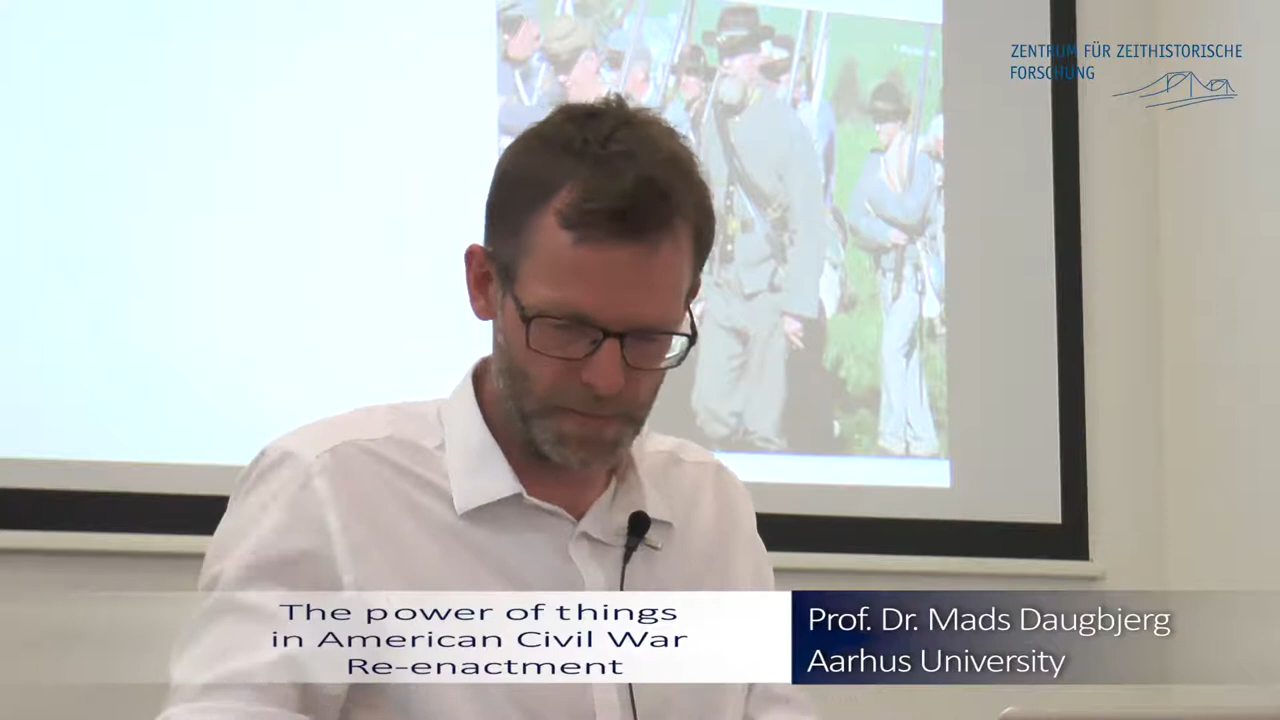 ZENTRUM FÜR ZEITHISTORISCHE
FORSCHUNG
The power of things
in American Civil War
Re-enactment
Prof. Dr. Mads Daugbjerg
Aarhus University